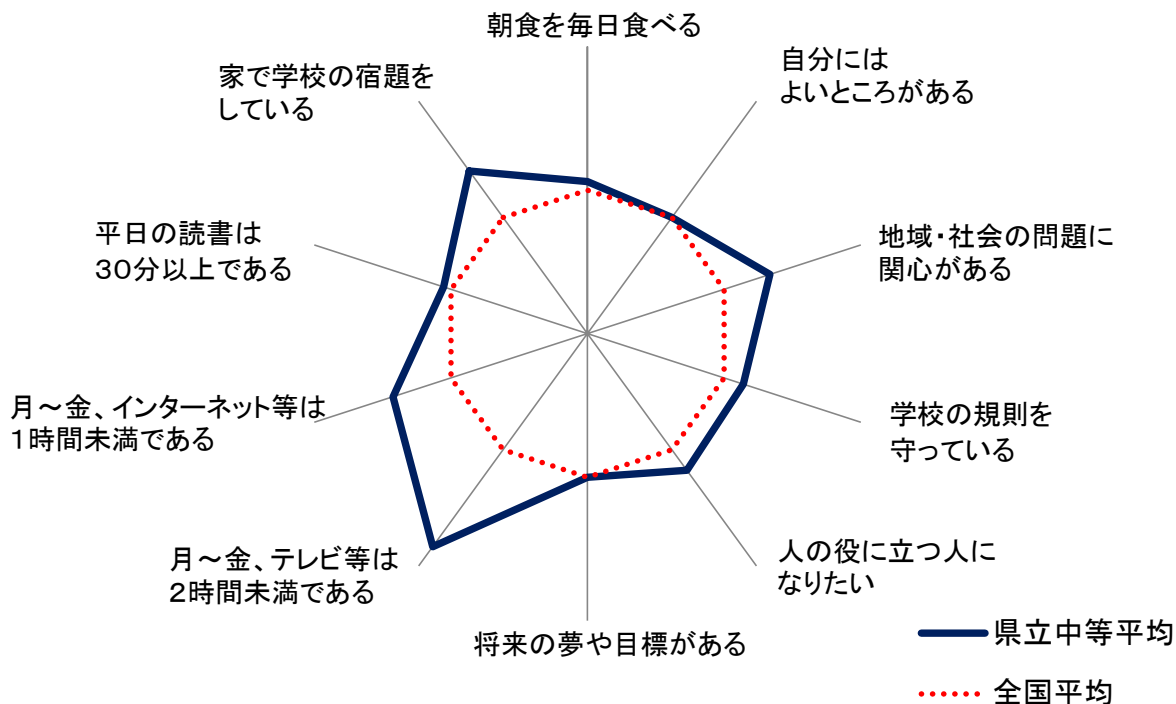 朝食を毎日食べる
自分には
よいところがある
地域・社会の問題に
関心がある
学校の規則を
守っている
人の役に立つ人に
なりたい
将来の夢や目標がある
月～金、テレビ等は
２時間未満である
月～金、インターネット等は
１時間未満である
平日の読書は
３０分以上である
家で学校の宿題を
している
県立中等平均
全国平均